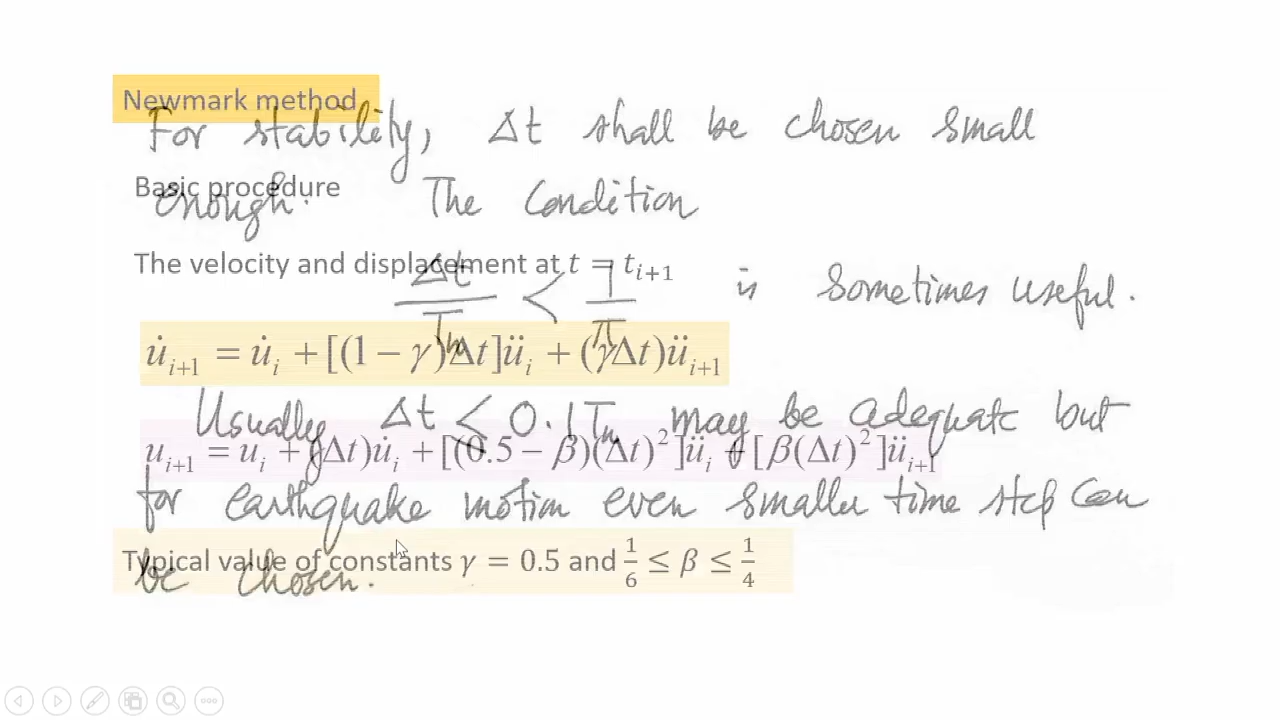 Newmark method
For stability, Δt shall be chosen small
Basic procedure
enough. The Condition
The velocity and displacement at t = t_{i+1}
Δt/T_n < 1/π is sometimes useful.
u̇_{i+1} = u̇_i + [(1 − γ)Δt]ü_i + (γΔt)ü_{i+1}
Usually Δt < 0.1T_n may be adequate but
u_{i+1} = u_i + (Δt)u̇_i + [(0.5 − β)(Δt)²]ü_i + [β(Δt)²]ü_{i+1}
for earthquake motion even smaller time step can
Typical value of constants γ = 0.5 and 1/6 ≤ β ≤ 1/4
be chosen.